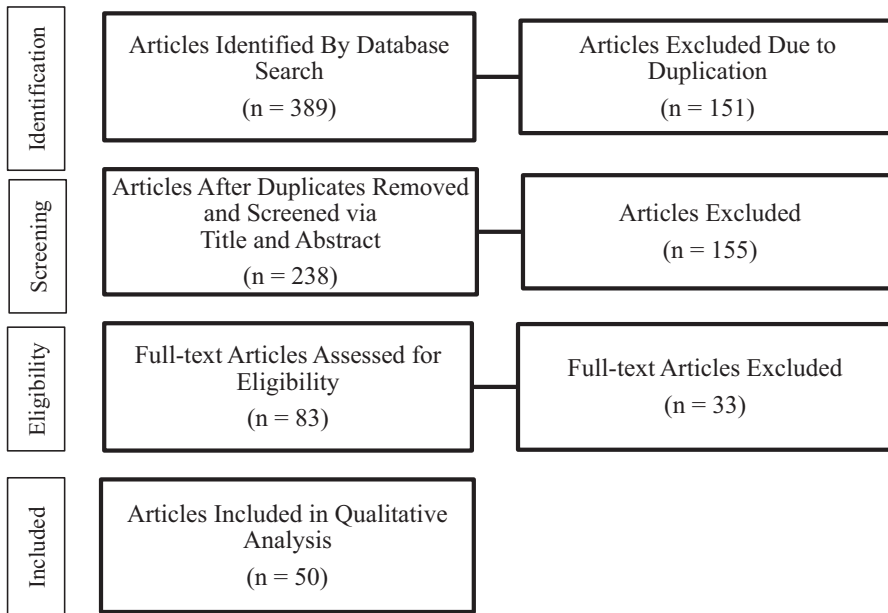 Identification
Articles Identified By Database
Search
(n = 389)
Articles Excluded Due to
Duplication
(n = 151)
Screening
Articles After Duplicates Removed
and Screened via
Title and Abstract
(n = 238)
Articles Excluded
(n = 155)
Eligibility
Full-text Articles Assessed for
Eligibility
(n = 83)
Full-text Articles Excluded
(n = 33)
Included
Articles Included in Qualitative
Analysis
(n = 50)